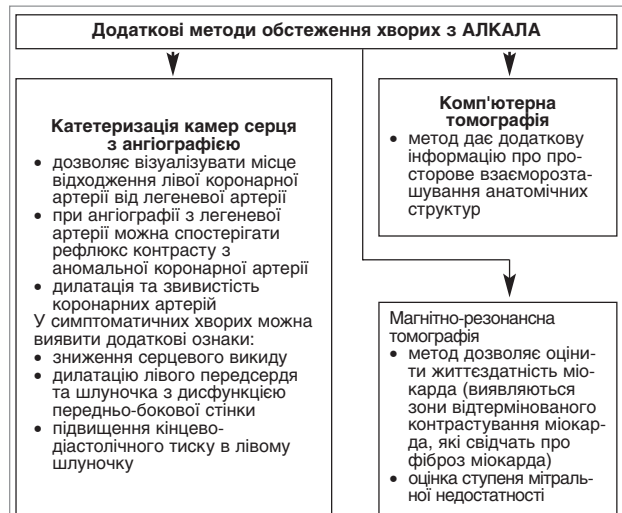 Додаткові методи обстеження хворих з АЛКАЛА
Катетеризація камер серця
з ангіографією
• дозволяє візуалізувати місце
відходження лівої коронарної
артерії від легеневої артерії
• при ангіографії з легеневої
артерії можна спостерігати
рефлюкс контрасту з
аномальної коронарної артерії
• дилатація та звивистість
коронарних артерій
У симптоматичних хворих можна
виявити додаткові ознаки:
• зниження серцевого викиду
• дилатацію лівого передсердя
та шлуночка з дисфункцією
передньо-бокової стінки
• підвищення кінцево-
діастолічного тиску в лівому
шлуночку
Комп'ютерна
томографія
• метод дає додаткову
інформацію про про-
сторове взаєморозта-
шування анатомічних
структур
Магнітно-резонансна
томографія
• метод дозволяє оціни-
ти життєздатність міо-
карда (виявляються
зони відтермінованого
контрастування міокар-
да, які свідчать про
фіброз міокарда)
• оцінка ступеня мітраль-
ної недостатності